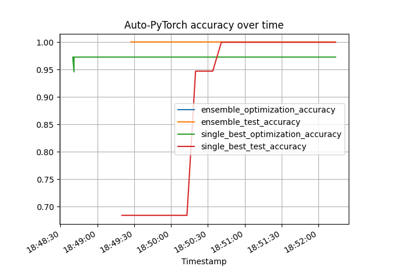 Auto-PyTorch accuracy over time
1.00
0.95
0.90
0.85
0.80
0.75
0.70
ensemble_optimization_accuracy
ensemble_test_accuracy
single_best_optimization_accuracy
single_best_test_accuracy
18:48:30
18:49:00
18:49:30
18:50:00
18:50:30
18:51:00
18:51:30
18:52:00
Timestamp